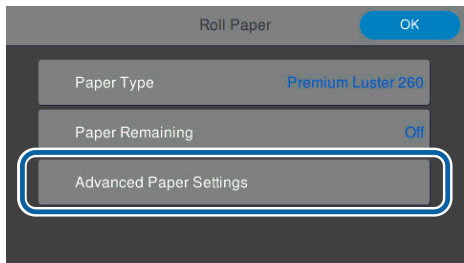 Roll Paper OK
Paper Type Premium Luster 260
Paper Remaining Off
Advanced Paper Settings